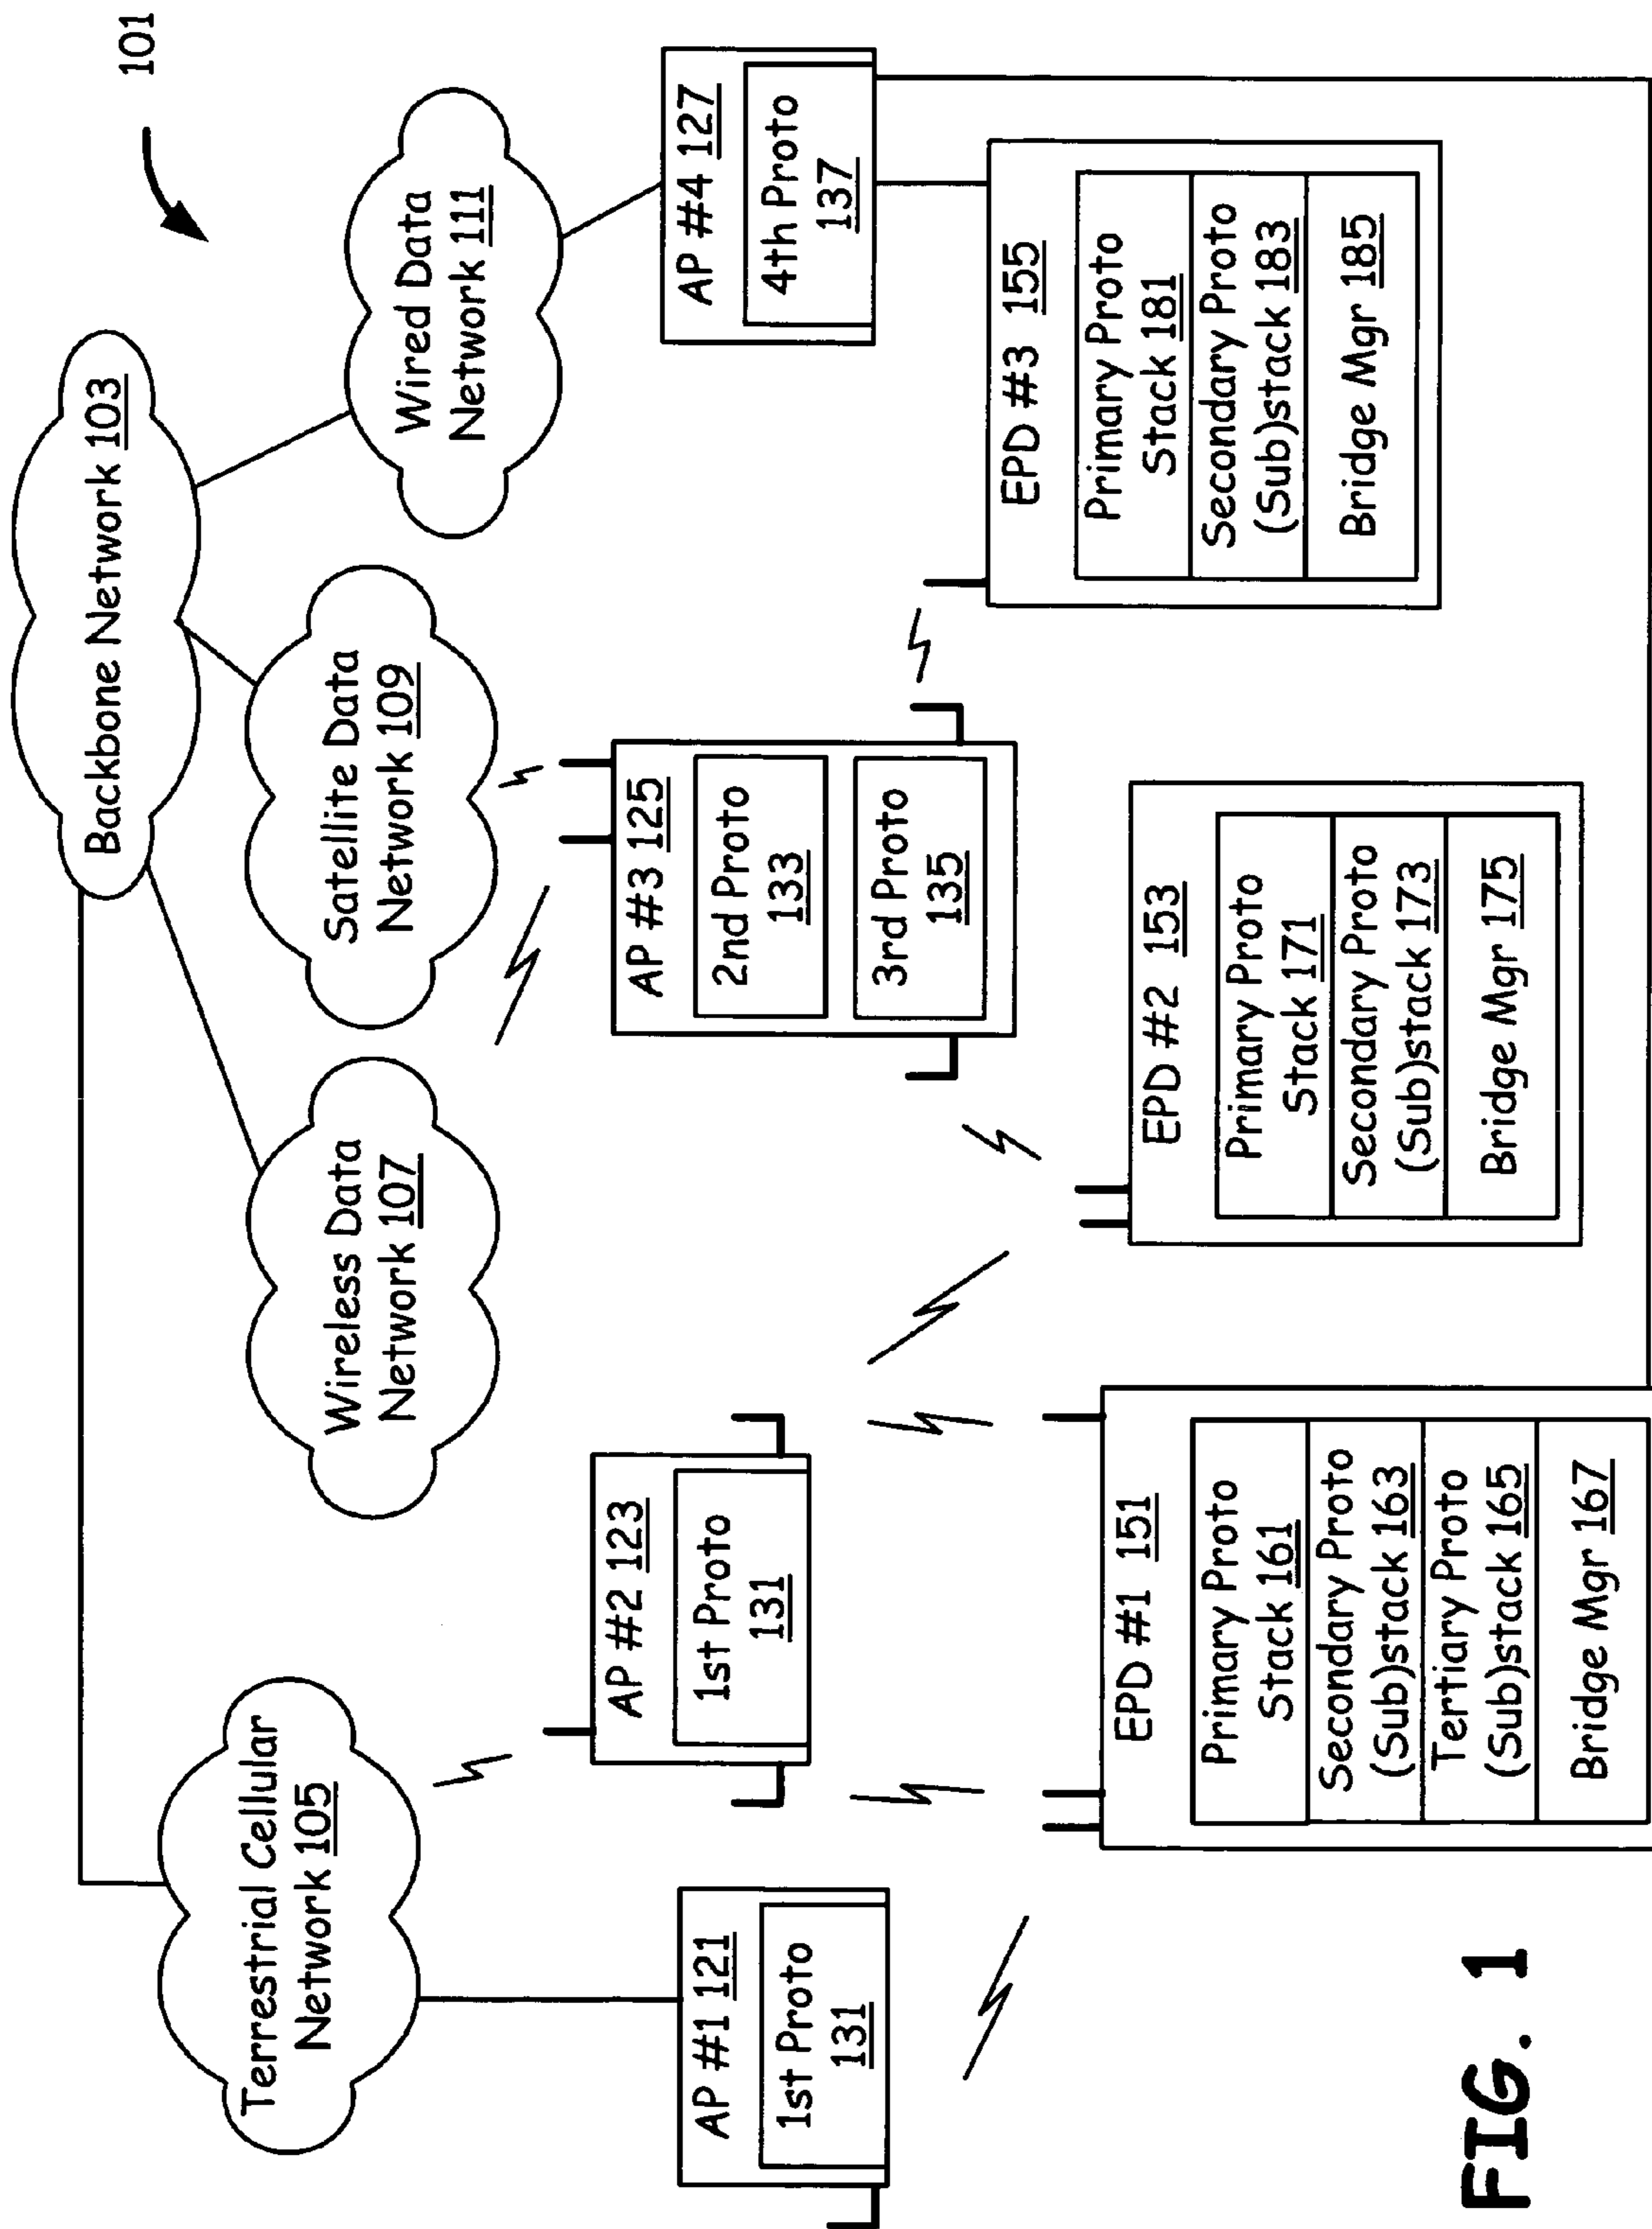 101
Backbone Network 103
Terrestrial Cellular
Network 105
Wireless Data
Network 107
Satellite Data
Network 109
Wired Data
Network 111
AP #1 121
1st Proto
131
AP #2 123
1st Proto
131
AP #3 125
2nd Proto
133
3rd Proto
135
AP #4 127
4th Proto
137
EPD #1 151
Primary Proto
Stack 161
Secondary Proto
(Sub)stack 163
Tertiary Proto
(Sub)stack 165
Bridge Mgr 167
EPD #2 153
Primary Proto
Stack 171
Secondary Proto
(Sub)stack 173
Bridge Mgr 175
EPD #3 155
Primary Proto
Stack 181
Secondary Proto
(Sub)stack 183
Bridge Mgr 185
FIG. 1